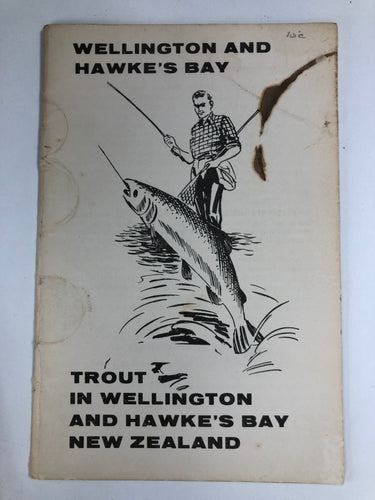 WELLINGTON AND
HAWKE'S BAY
TROUT
IN WELLINGTON
AND HAWKE'S BAY
NEW ZEALAND